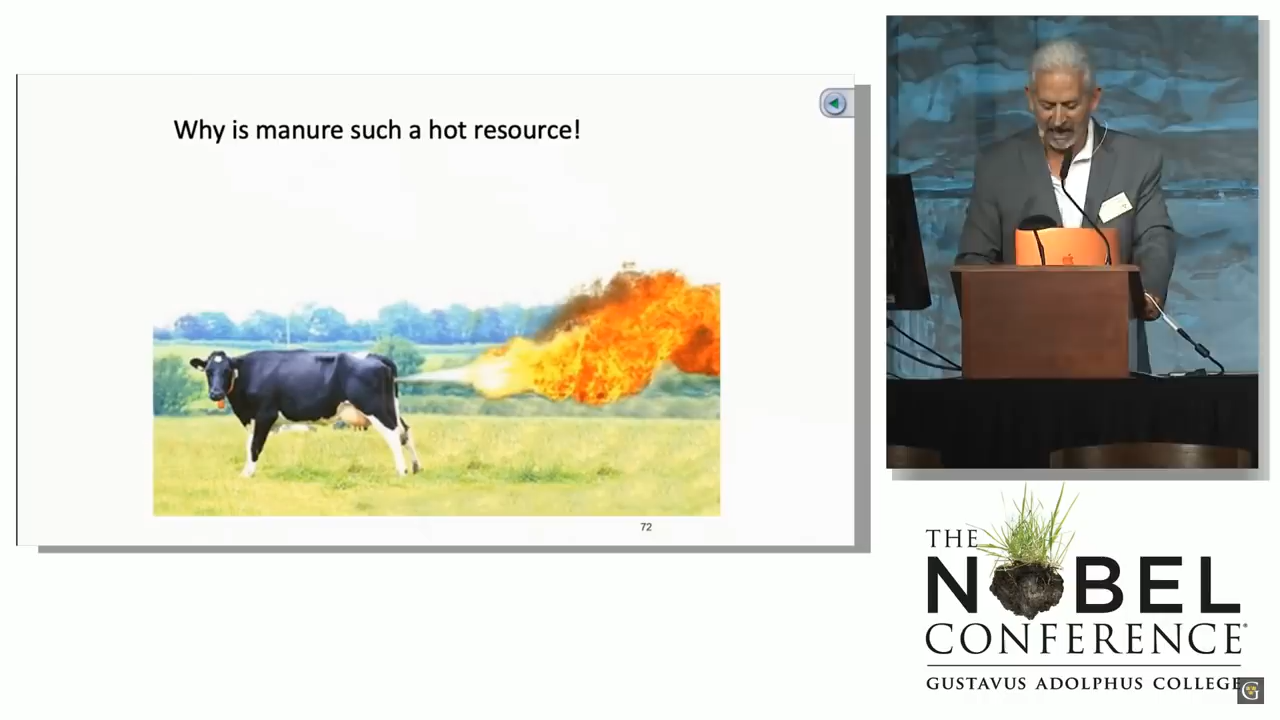 Why is manure such a hot resource!
72
THE
NOBEL
CONFERENCE®
GUSTAVUS ADOLPHUS COLLEGE
G